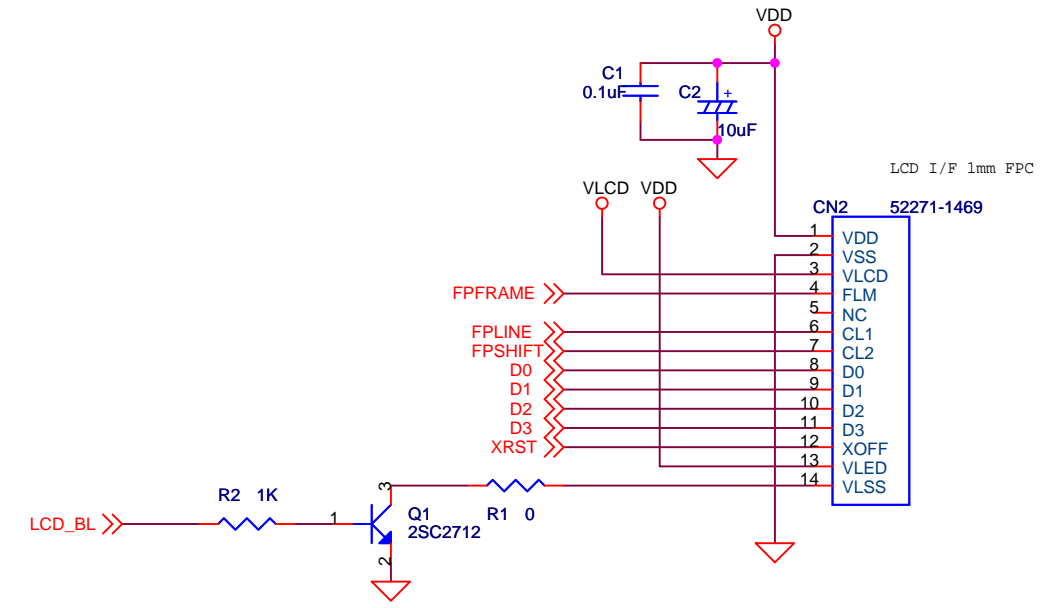 VDD
C1
0.1uF
C2
+
10uF
LCD I/F 1mm FPC
VLCD VDD
CN2 52271-1469
1 VDD
2 VSS
3 VLCD
FPFRAME 4 FLM
5 NC
FPLINE 6 CL1
FPSHIFT 7 CL2
D0 8 D0
D1 9 D1
D2 10 D2
D3 11 D3
XRST 12 XOFF
13 VLED
14 VLSS
3
R2 1K
R1 0
LCD_BL
1
Q1
2SC2712
2